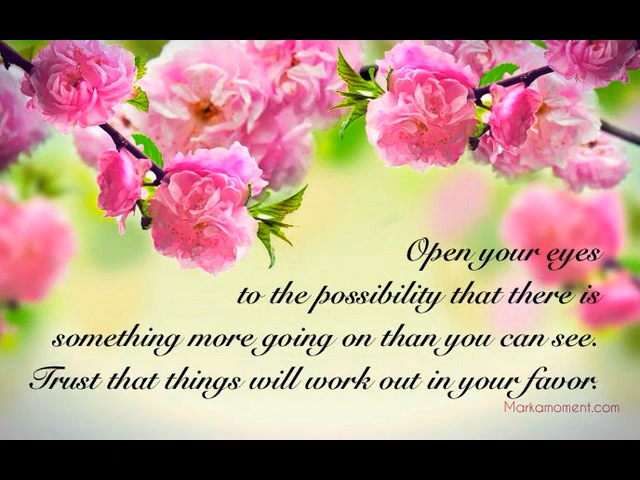 Open your eyes
to the possibility that there is
something more going on than you can see.
Trust that things will work out in your favor.
Markamoment.com